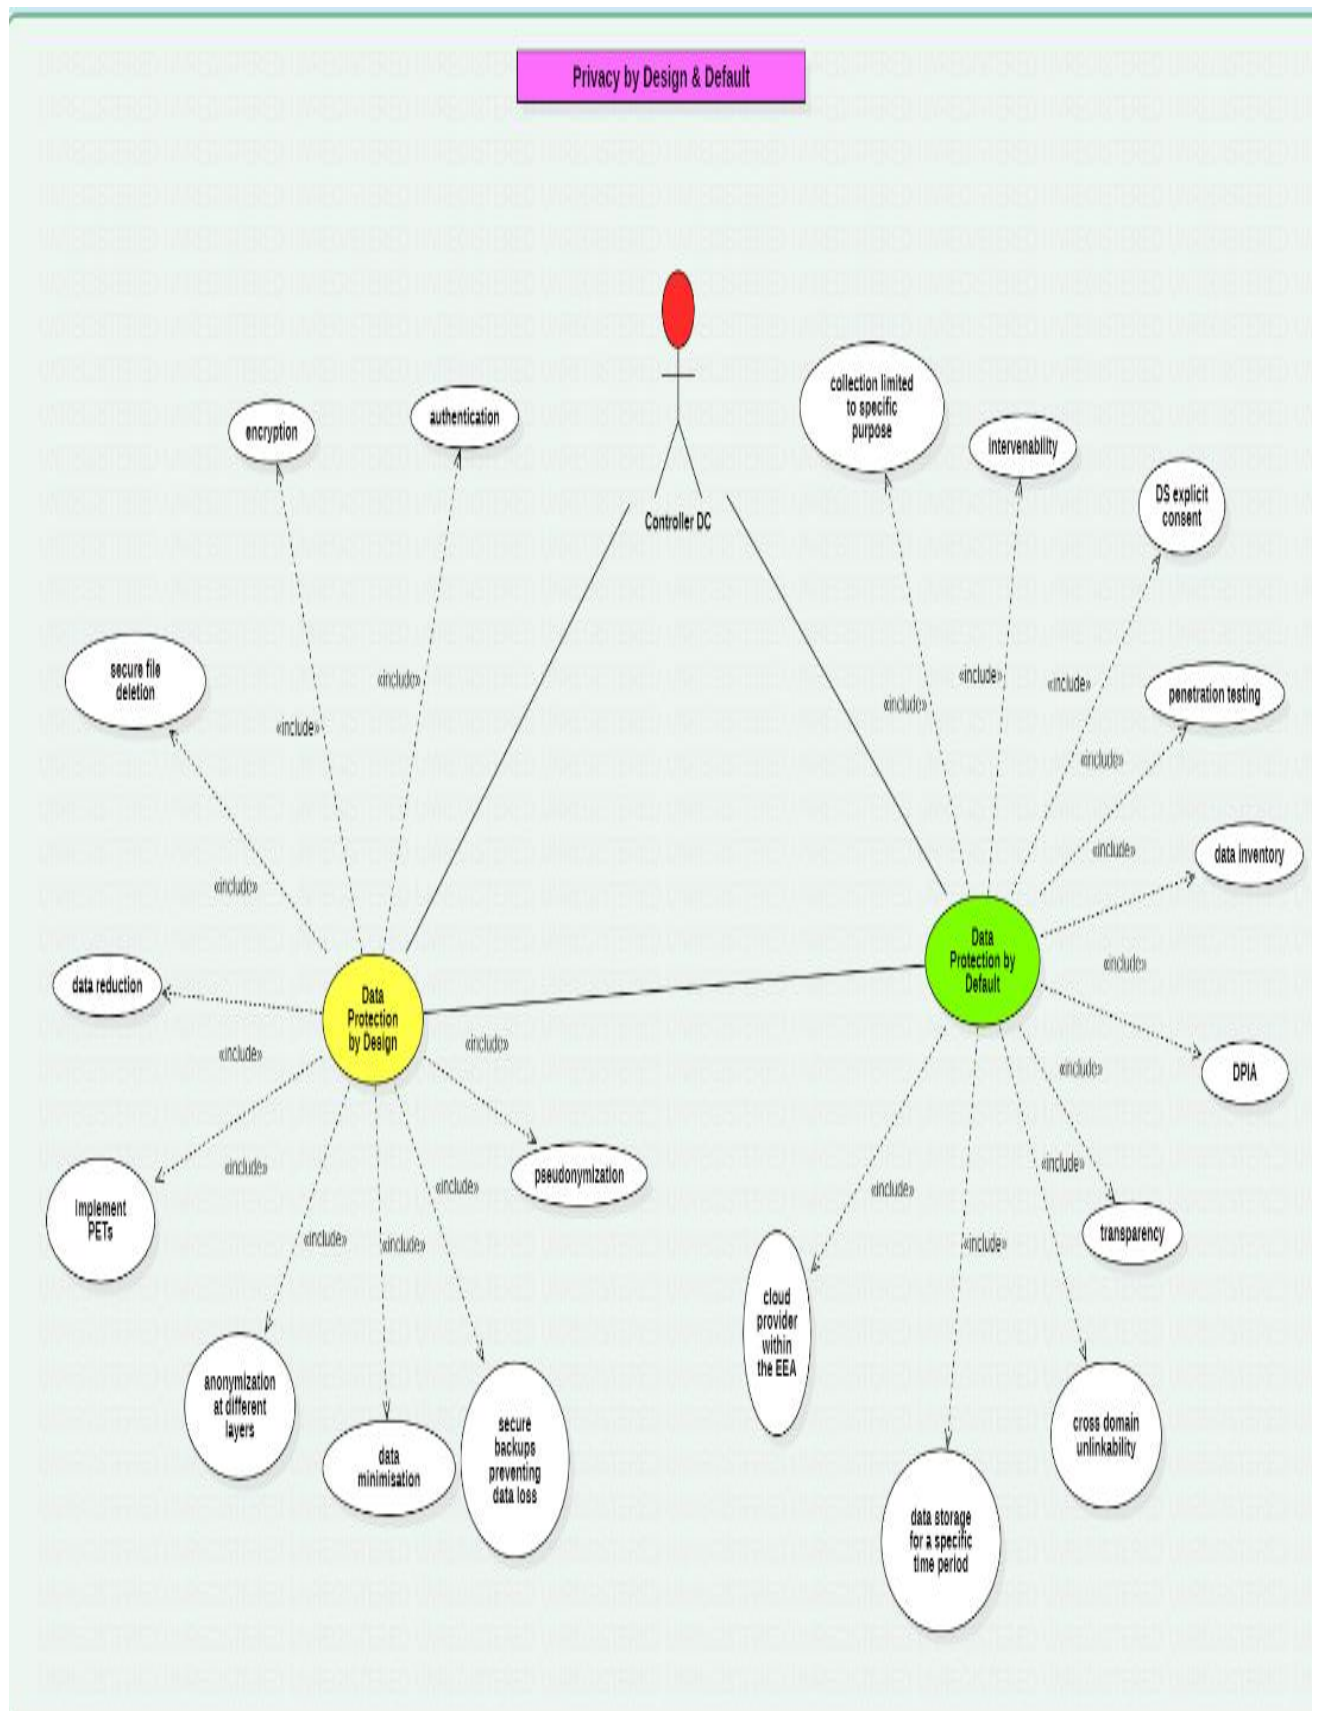 Privacy by Design & Default
collection limited
to specific
purpose
authentication
encryption
intervenability
DS explicit
consent
Controller DC
secure file
deletion
«include»
«include»
«include»
«include»
«include»
penetration testing
«include»
«include»
data inventory
«include»
«include»
Data
Protection by
Default
«include»
data reduction
Data
Protection
by Design
«include»
«include»
«include»
DPIA
«include»
«include»
pseudonymization
«include»
«include»
Implement
PETs
«include»
«include»
«include»
transparency
cloud
provider
within
the EEA
anonymization
at different
layers
data
minimisation
secure
backups
preventing
data loss
cross domain
unlinkability
data storage
for a specific
time period